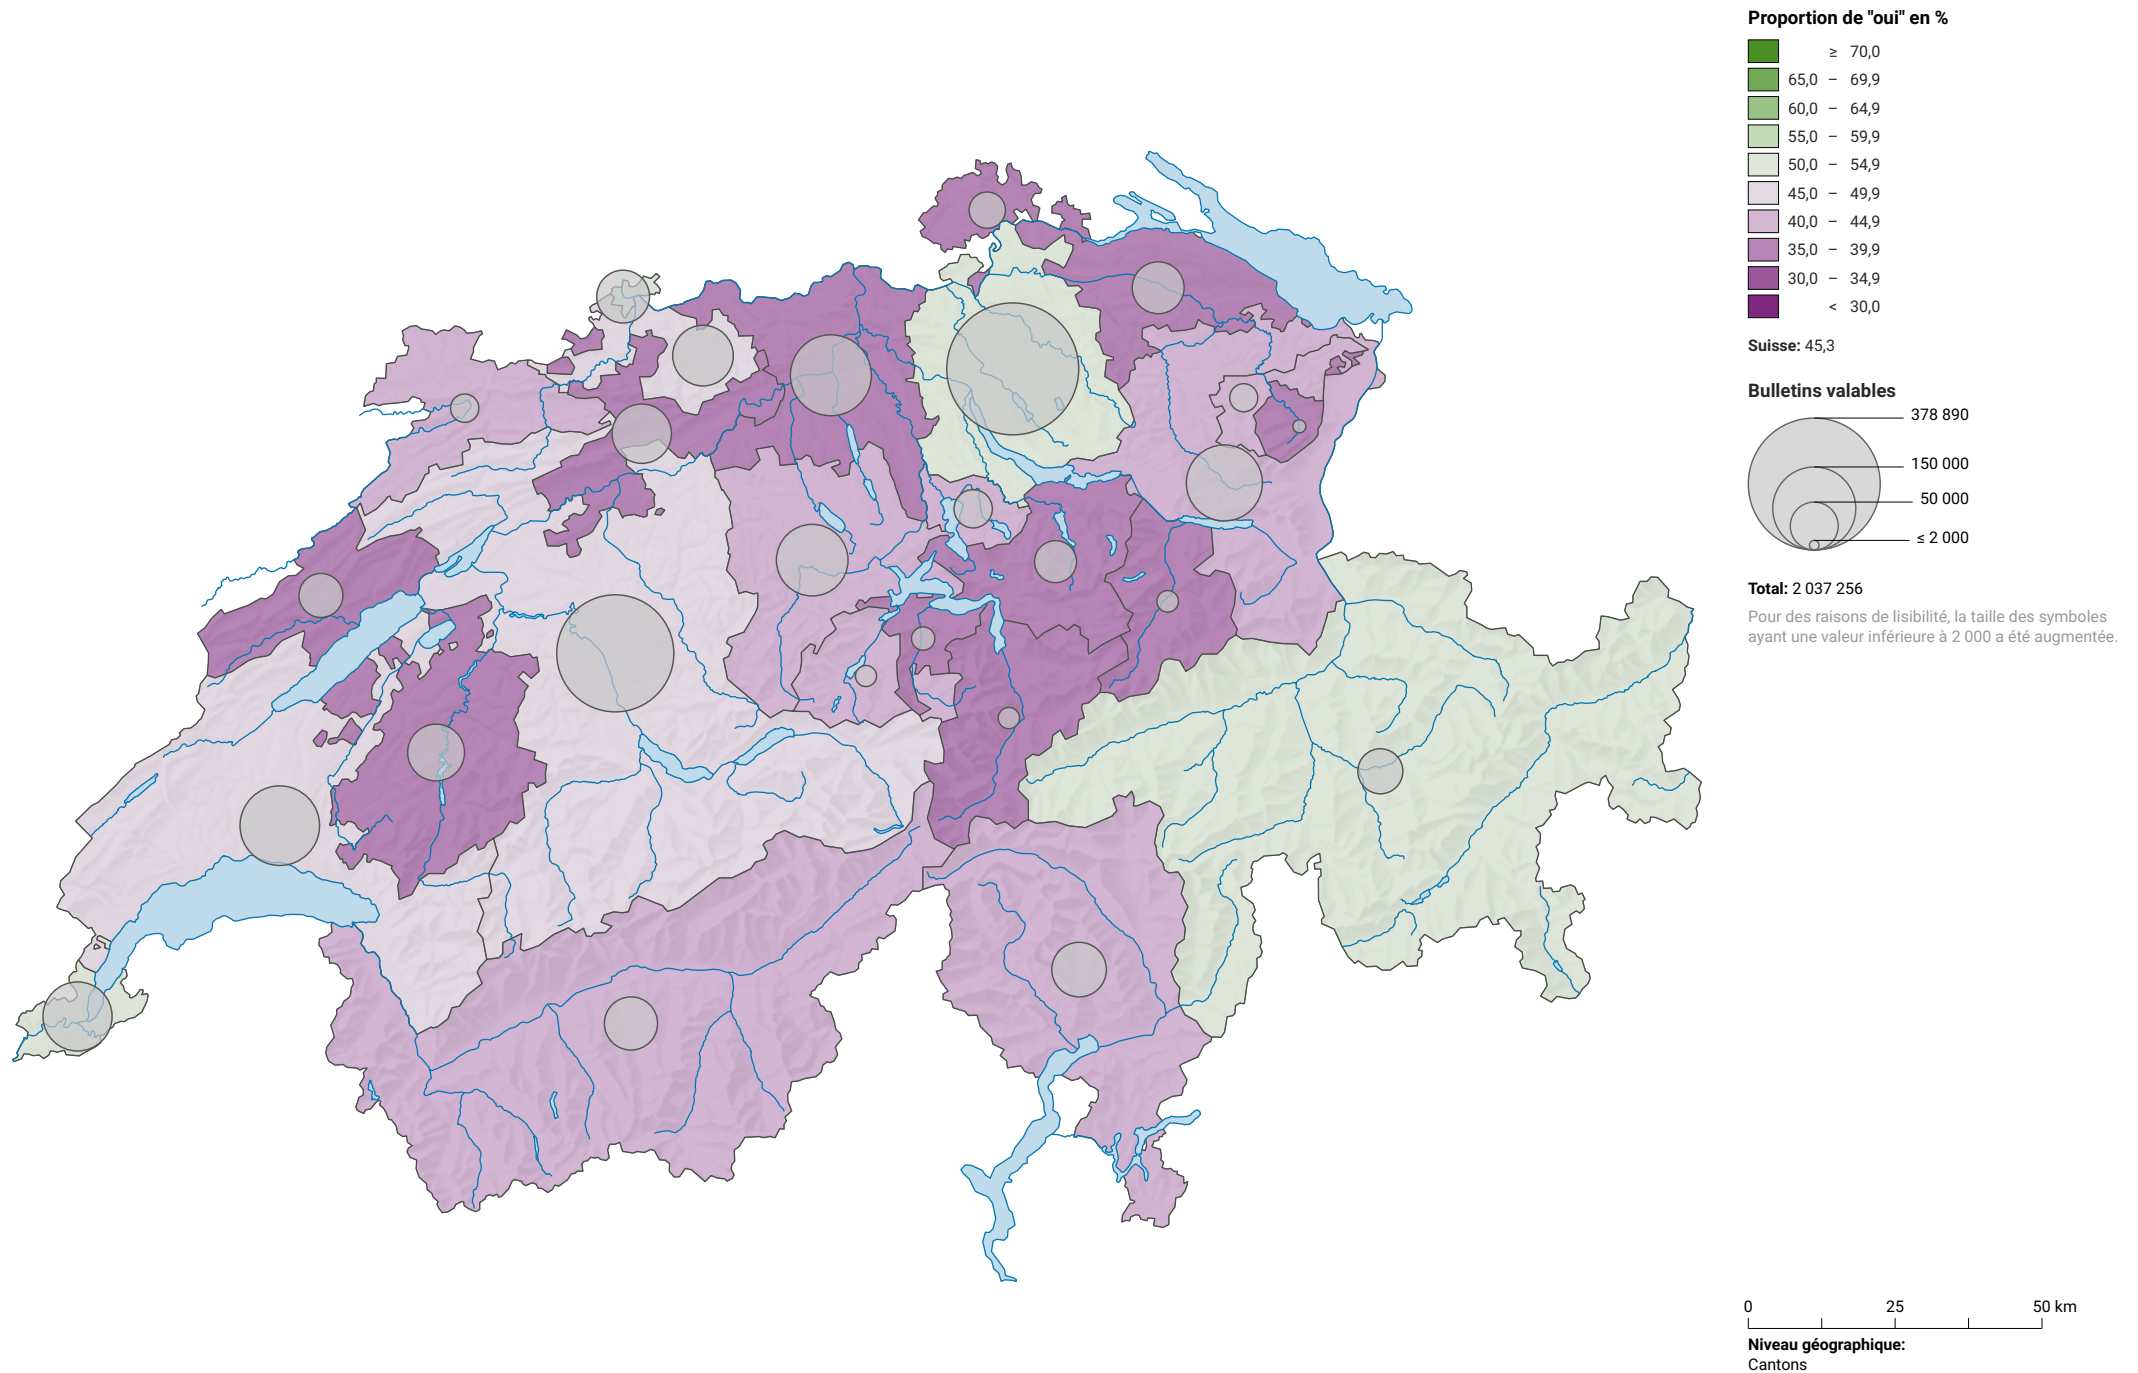 Proportion de "oui" en %
≥ 70,0
65,0 – 69,9
60,0 – 64,9
55,0 – 59,9
50,0 – 54,9
45,0 – 49,9
40,0 – 44,9
35,0 – 39,9
30,0 – 34,9
< 30,0
Suisse: 45,3
Bulletins valables
378 890
150 000
50 000
≤ 2 000
Total: 2 037 256
Pour des raisons de lisibilité, la taille des symboles
ayant une valeur inférieure à 2 000 a été augmentée.
0 25 50 km
Niveau géographique:
Cantons